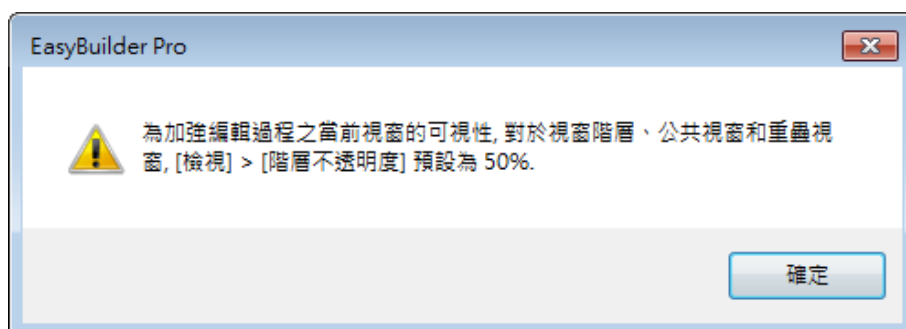 EasyBuilder Pro
為加強編輯過程之當前視窗的可視性, 對於視窗階層、公共視窗和重疊視
窗, [檢視] > [階層不透明度] 預設為 50%.
確定